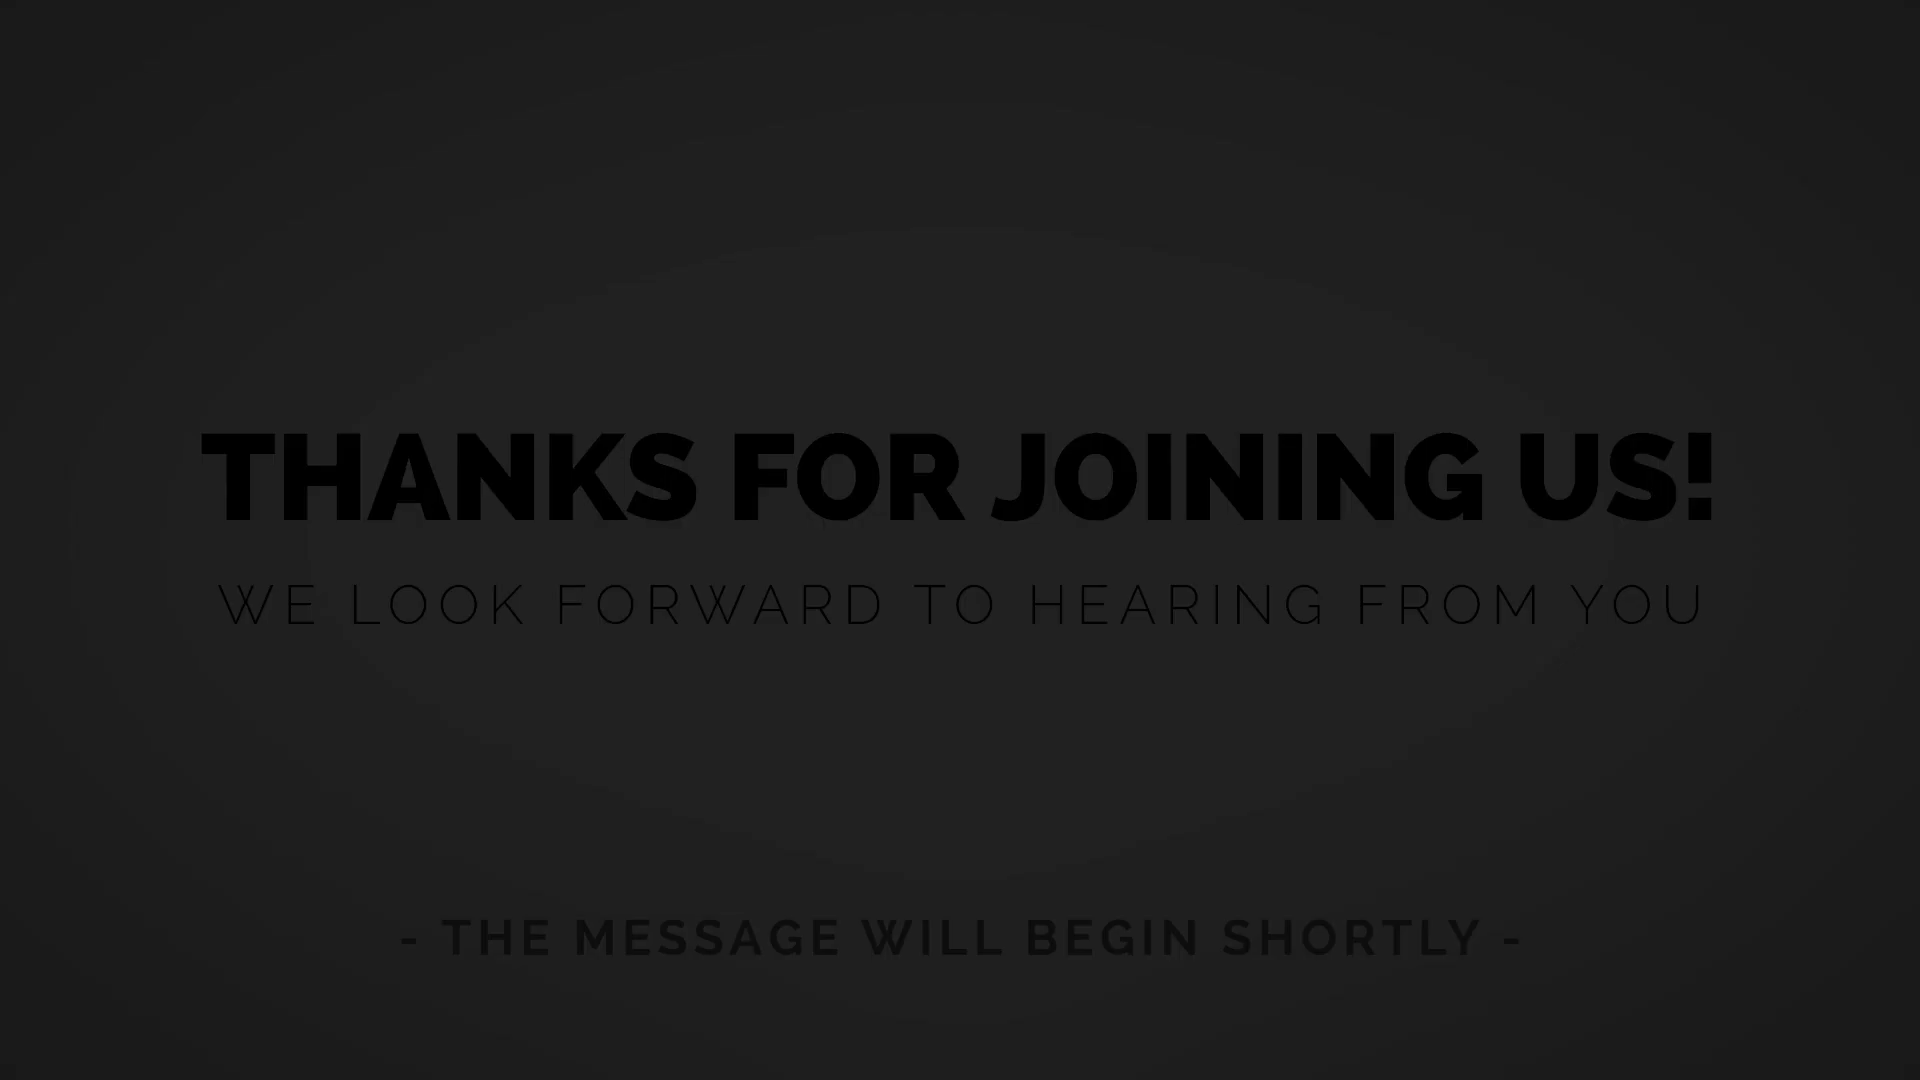 THANKS FOR JOINING US!
WE LOOK FORWARD TO HEARING FROM YOU
- THE MESSAGE WILL BEGIN SHORTLY -